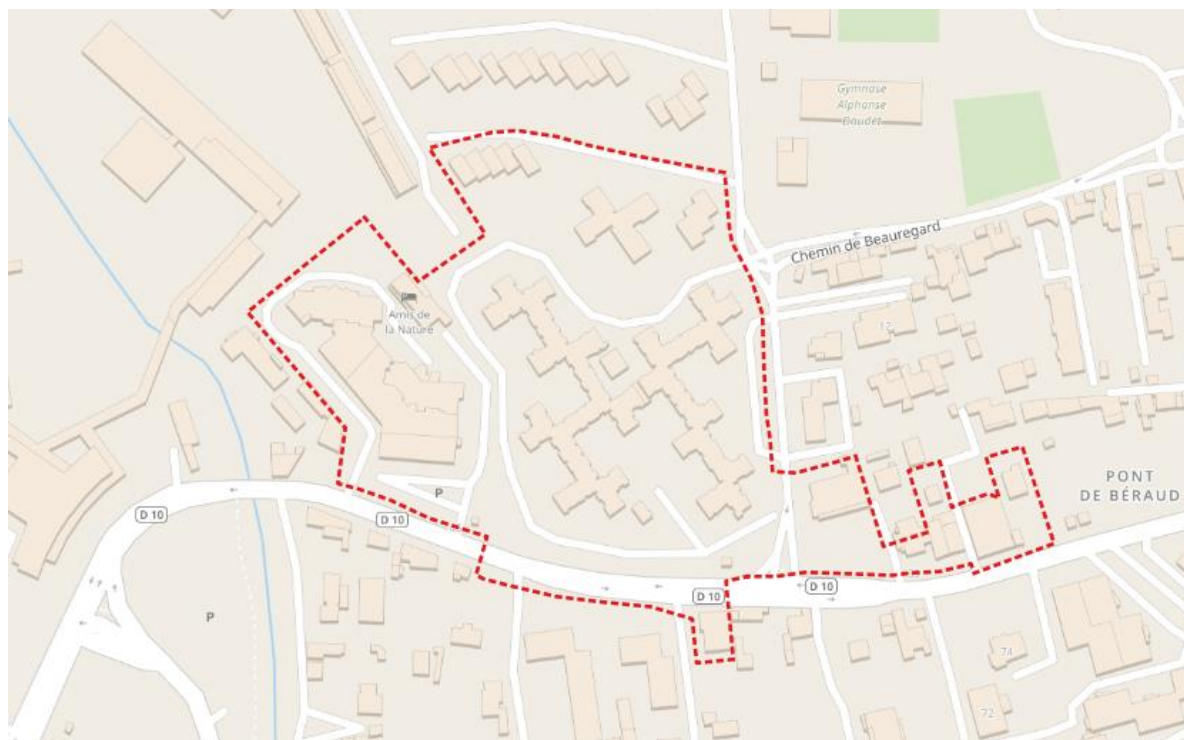 Gymnase
Alphonse
Daudet
Chemin de Beauregard
Amis de
la Nature
12
P
PONT
DE BÉRAUD
D 10
D 10
D 10
D 10
P
74
72